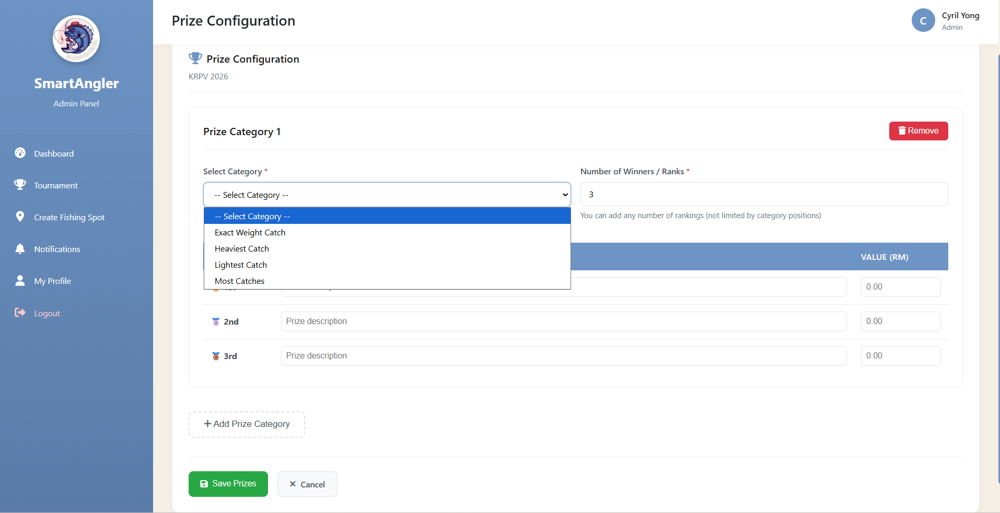 SMARTANGLER
SmartAngler
Admin Panel
Dashboard
Tournament
Create Fishing Spot
Notifications
My Profile
Logout
Prize Configuration
C
Cyril Yong
Admin
Prize Configuration
KRPV 2026
Prize Category 1
Remove
Select Category *
-- Select Category --
-- Select Category --
Exact Weight Catch
Heaviest Catch
Lightest Catch
Most Catches
Number of Winners / Ranks *
3
You can add any number of rankings (not limited by category positions)
VALUE (RM)
0.00
2nd Prize description 0.00
3rd Prize description 0.00
+ Add Prize Category
Save Prizes
× Cancel